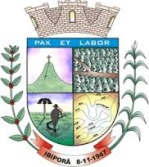 PAX ET LABOR
IBIPORÃ 8-11-1947